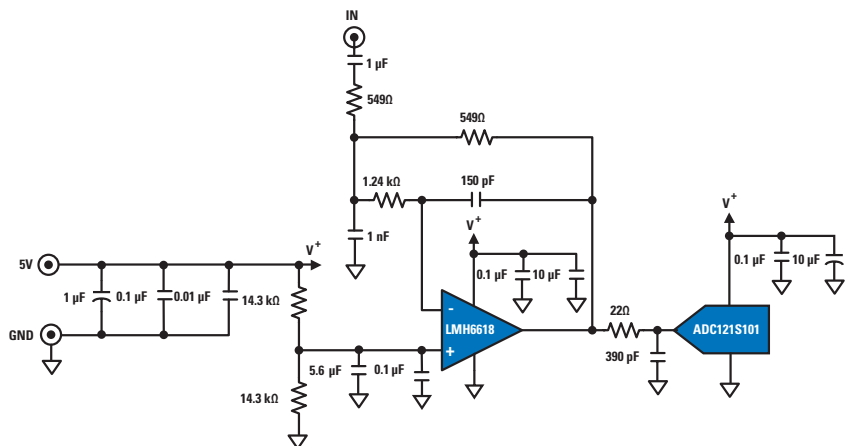 IN
1 µF
549Ω
549Ω
1.24 kΩ
150 pF
1 nF
V+
V+
5V
V+
0.1 µF
10 µF
0.1 µF
10 µF
1 µF
0.1 µF
0.01 µF
14.3 kΩ
22Ω
GND
-
LMH6618
ADC121S101
+
390 pF
5.6 µF
0.1 µF
14.3 kΩ